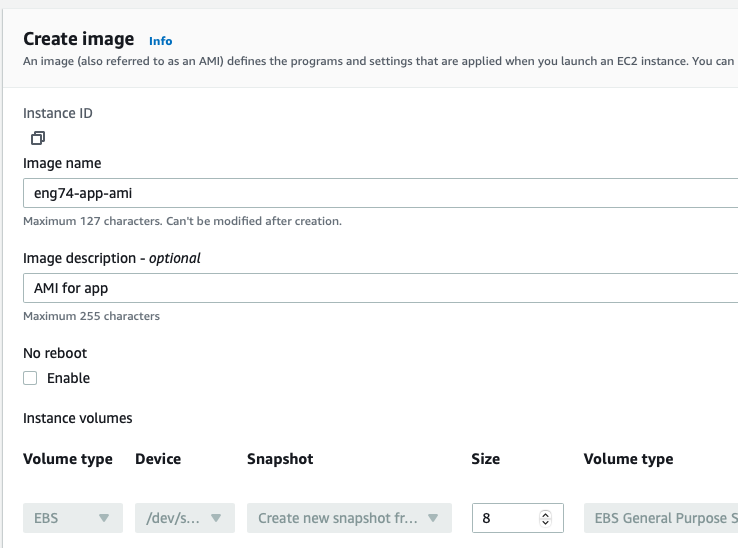 Create image Info
An image (also referred to as an AMI) defines the programs and settings that are applied when you launch an EC2 instance. You can
Instance ID
Image name
eng74-app-ami
Maximum 127 characters. Can't be modified after creation.
Image description - optional
AMI for app
Maximum 255 characters
No reboot
Enable
Instance volumes
Volume type Device Snapshot Size Volume type
EBS /dev/s... Create new snapshot fr... 8 EBS General Purpose S